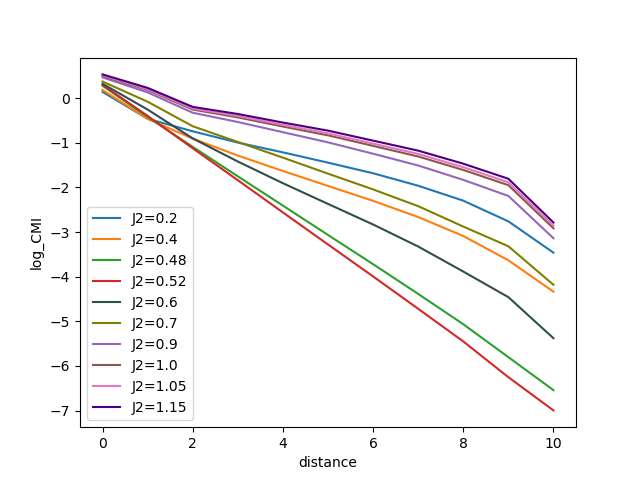 0
−1
−2
−3
−4
−5
−6
−7
log_CMI
J2=0.2
J2=0.4
J2=0.48
J2=0.52
J2=0.6
J2=0.7
J2=0.9
J2=1.0
J2=1.05
J2=1.15
0 2 4 6 8 10
distance